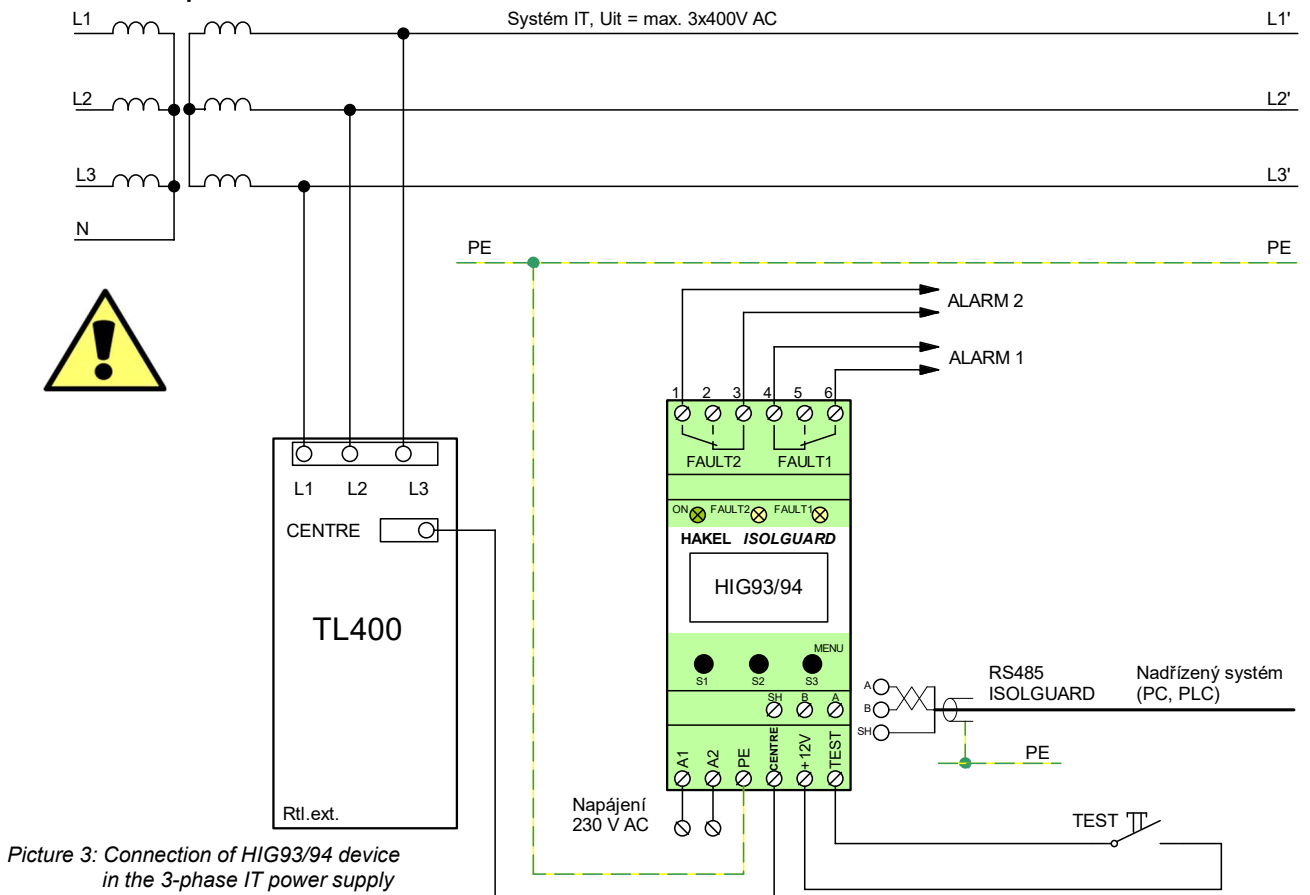 L1
Systém IT, Uit = max. 3x400V AC
L1'
L2
L2'
L3
L3'
N
PE
PE
ALARM 2
ALARM 1
1 2 3 4 5 6
FAULT2 FAULT1
L1 L2 L3
CENTRE
ON FAULT2 FAULT1
HAKEL ISOLGUARD
HIG93/94
TL400
MENU
S1 S2 S3
SH B A
A
B
SH
RS485
ISOLGUARD
Nadřízený systém
(PC, PLC)
PE
A1 A2 PE CENTRE +12V TEST
Napájení
230 V AC
TEST
Rtl.ext.
Picture 3: Connection of HIG93/94 device
in the 3-phase IT power supply